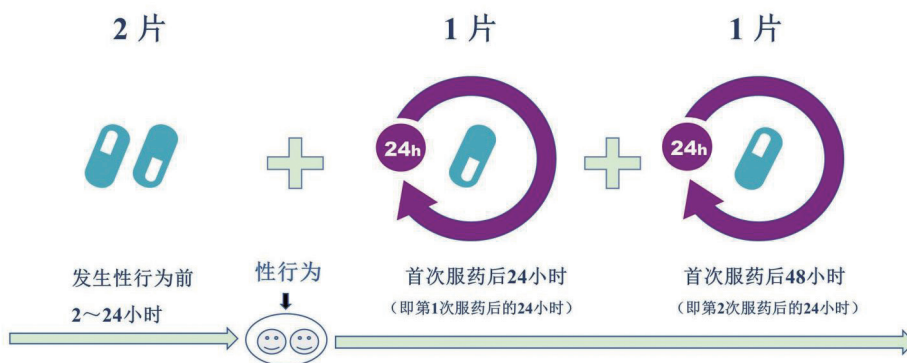 2 片
1 片
1 片
24h
24h
发生性行为前
2～24小时
性行为
首次服药后24小时
（即第1次服药后的24小时）
首次服药后48小时
（即第2次服药后的24小时）